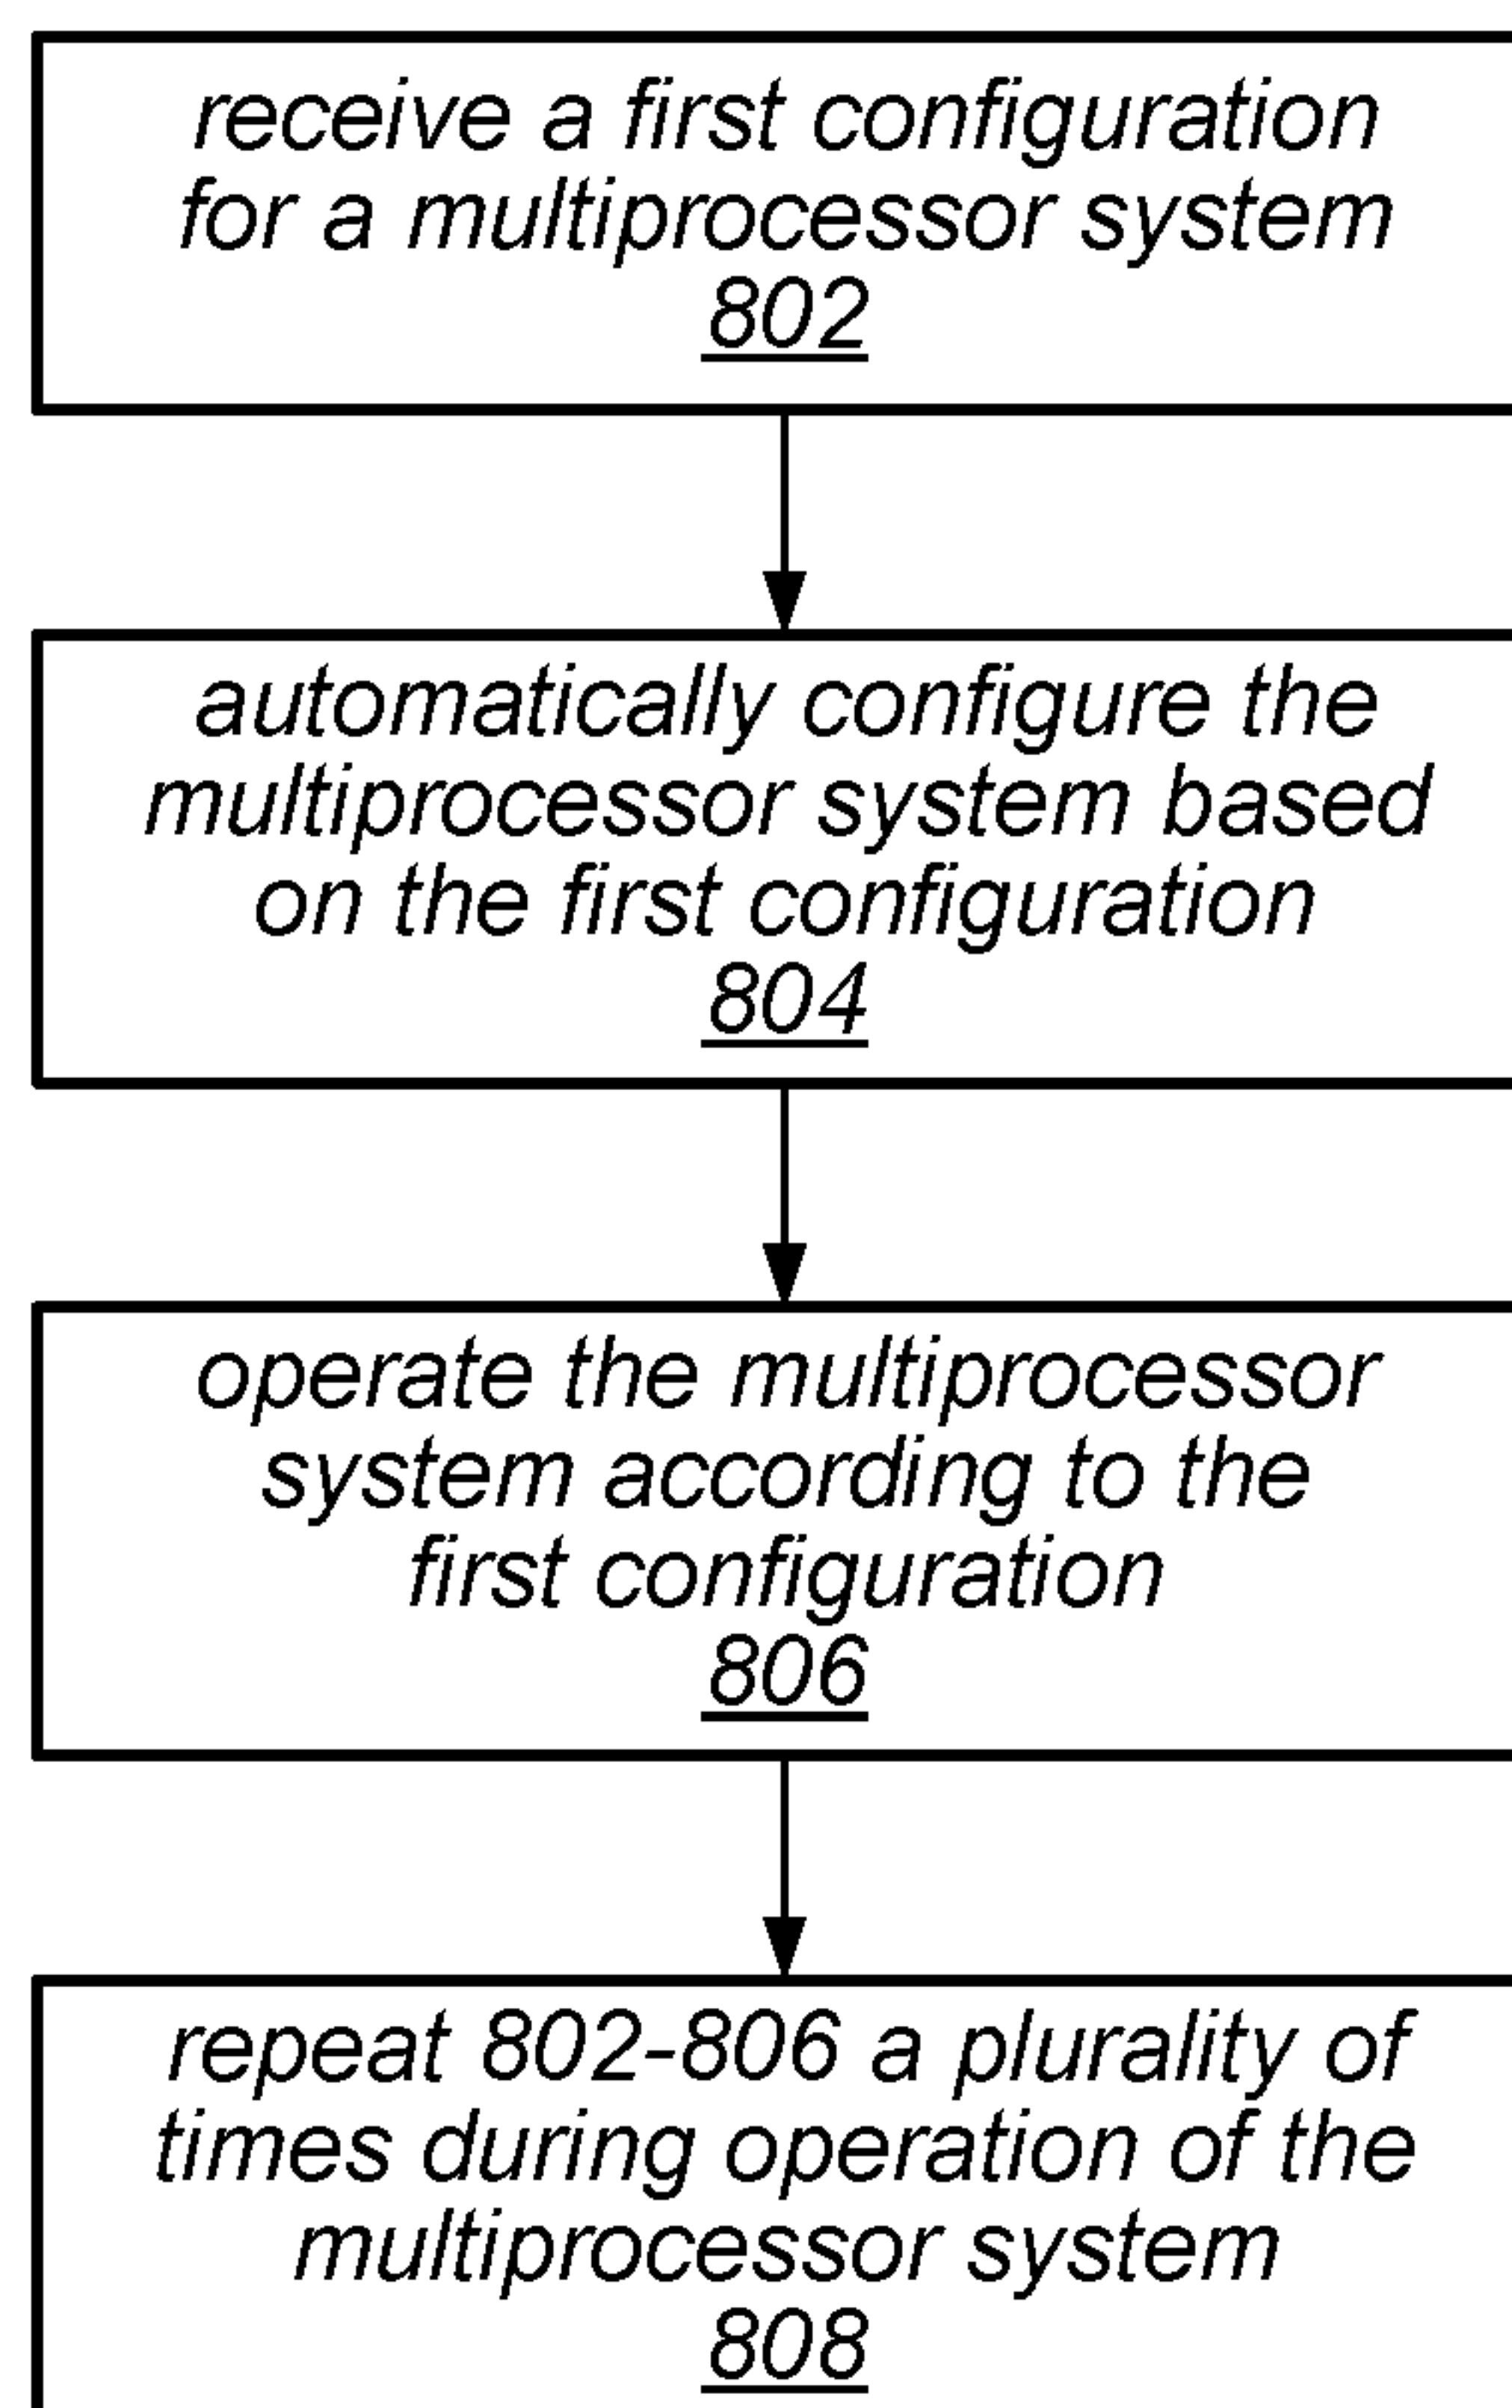 receive a first configuration
for a multiprocessor system
802
automatically configure the
multiprocessor system based
on the first configuration
804
operate the multiprocessor
system according to the
first configuration
806
repeat 802-806 a plurality of
times during operation of the
multiprocessor system
808